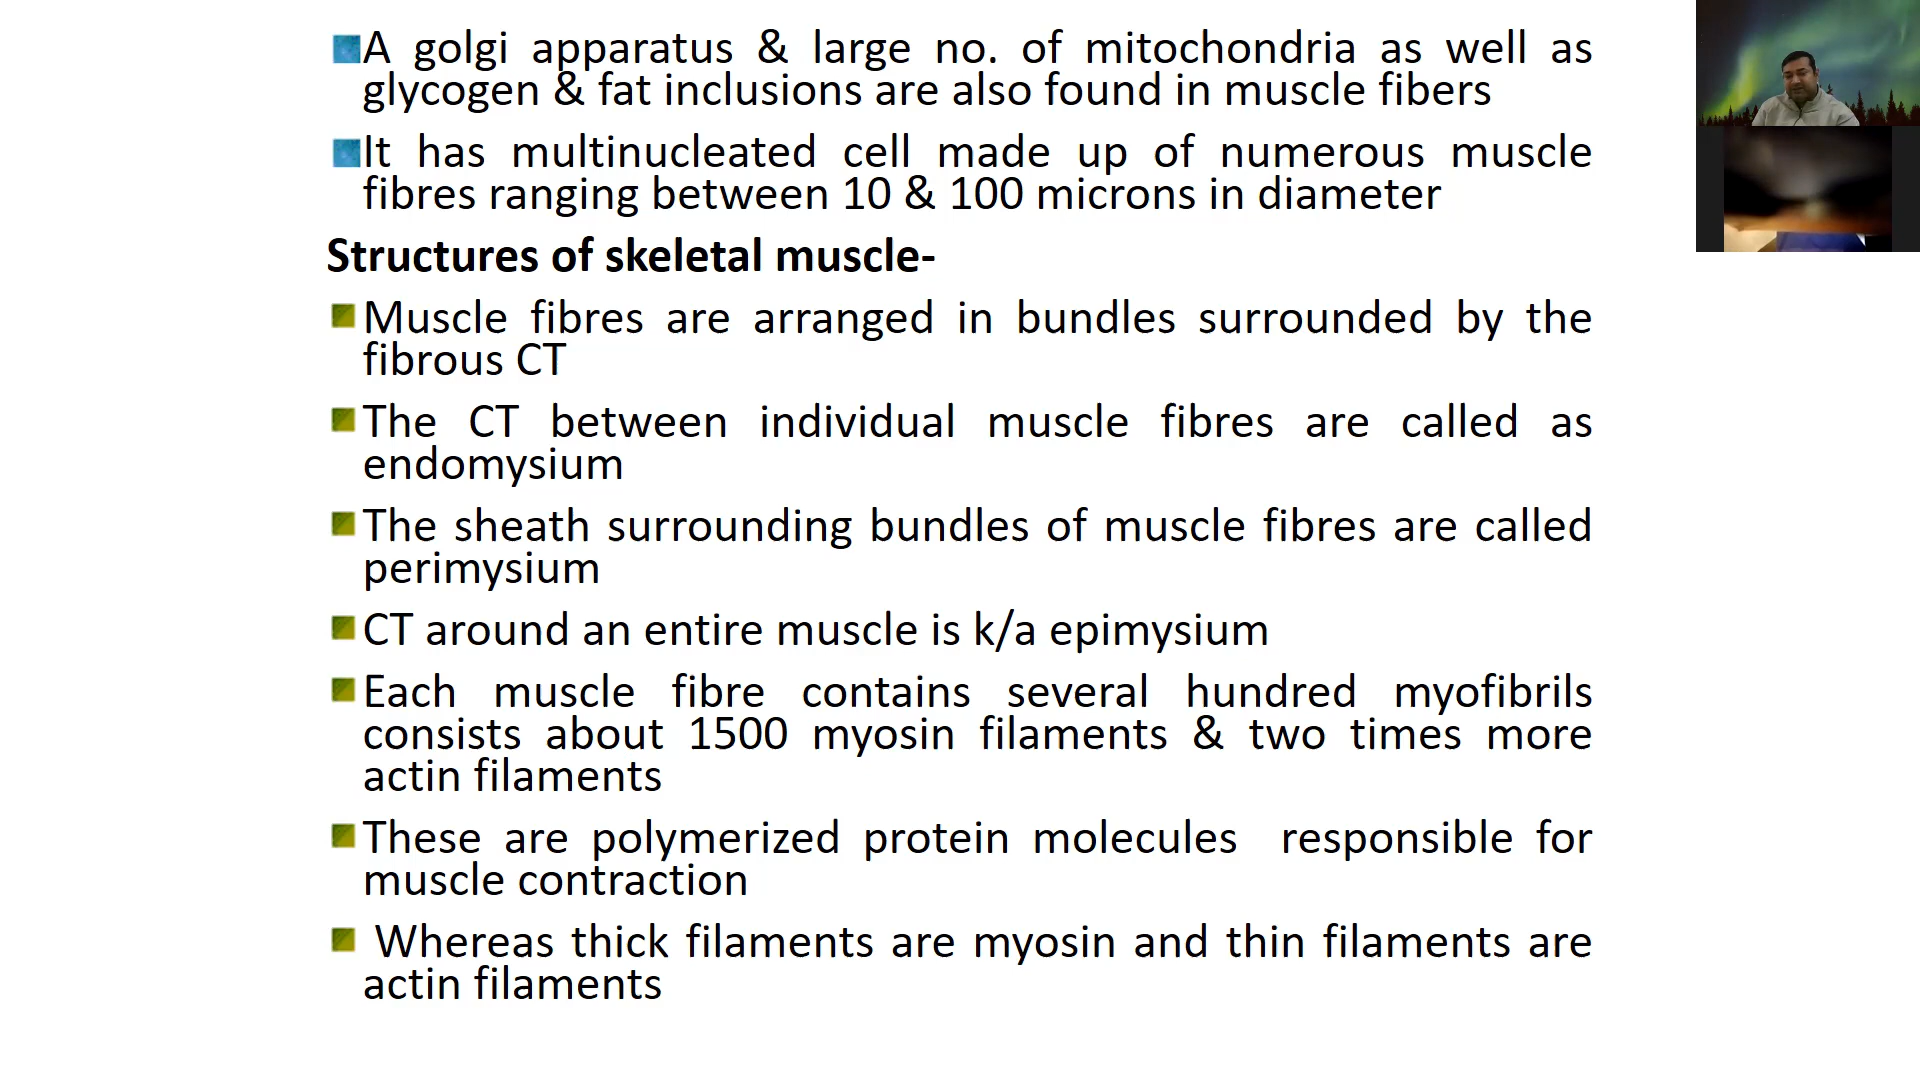 A golgi apparatus & large no. of mitochondria as well as
glycogen & fat inclusions are also found in muscle fibers
It has multinucleated cell made up of numerous muscle
fibres ranging between 10 & 100 microns in diameter
Structures of skeletal muscle-
Muscle fibres are arranged in bundles surrounded by the
fibrous CT
The CT between individual muscle fibres are called as
endomysium
The sheath surrounding bundles of muscle fibres are called
perimysium
CT around an entire muscle is k/a epimysium
Each muscle fibre contains several hundred myofibrils
consists about 1500 myosin filaments & two times more
actin filaments
These are polymerized protein molecules responsible for
muscle contraction
Whereas thick filaments are myosin and thin filaments are
actin filaments